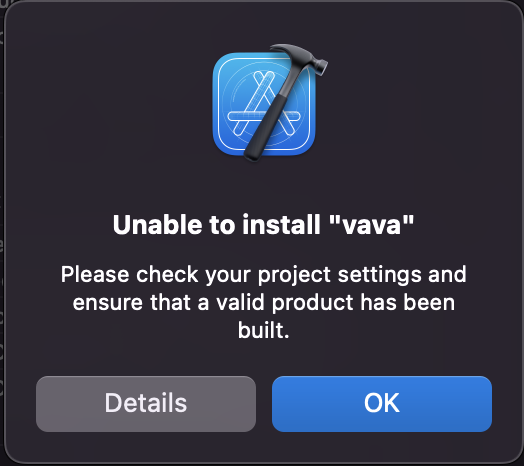 Unable to install "vava"
Please check your project settings and
ensure that a valid product has been
built.
Details
OK